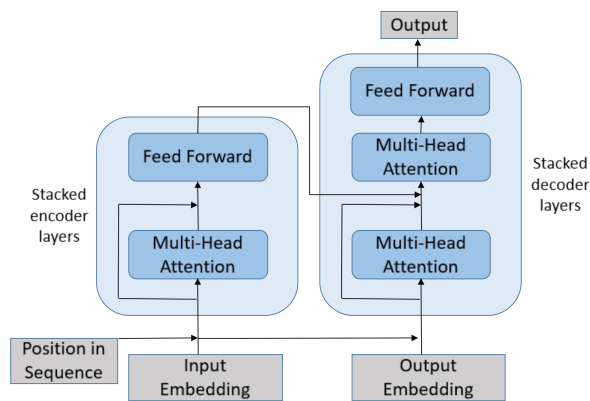 Output
Feed Forward
Multi-Head
Attention
Feed Forward
Stacked
encoder
layers
Stacked
decoder
layers
Multi-Head
Attention
Multi-Head
Attention
Position in
Sequence
Input
Embedding
Output
Embedding